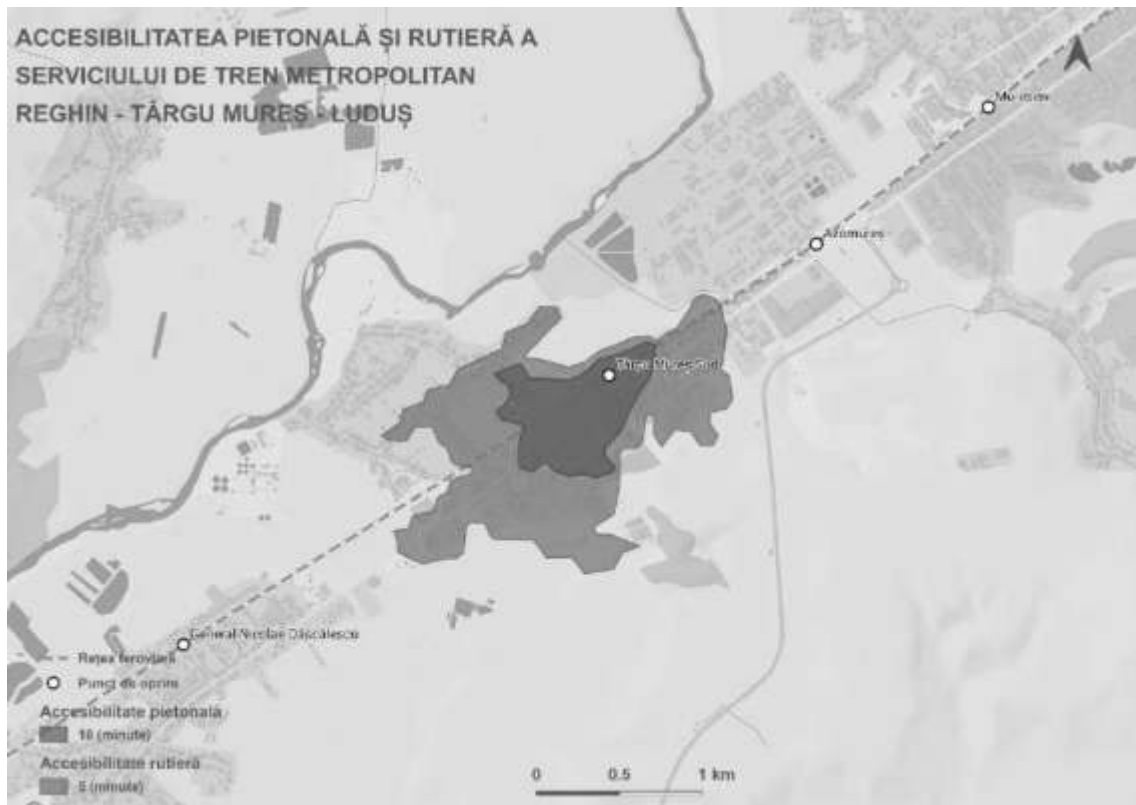 ACCESIBILITATEA PIETONALĂ ȘI RUTIERĂ A
SERVICIULUI DE TREN METROPOLITAN
REGHIN - TÂRGU MUREȘ - LUDUȘ
Azomureș
Târgu Mureș Sud
General Nicolae Dăscălescu
Rețea feroviară
Punct de oprire
Accesibilitate pietonală
10 (minute)
Accesibilitate rutieră
5 (minute)
0 0.5 1 km